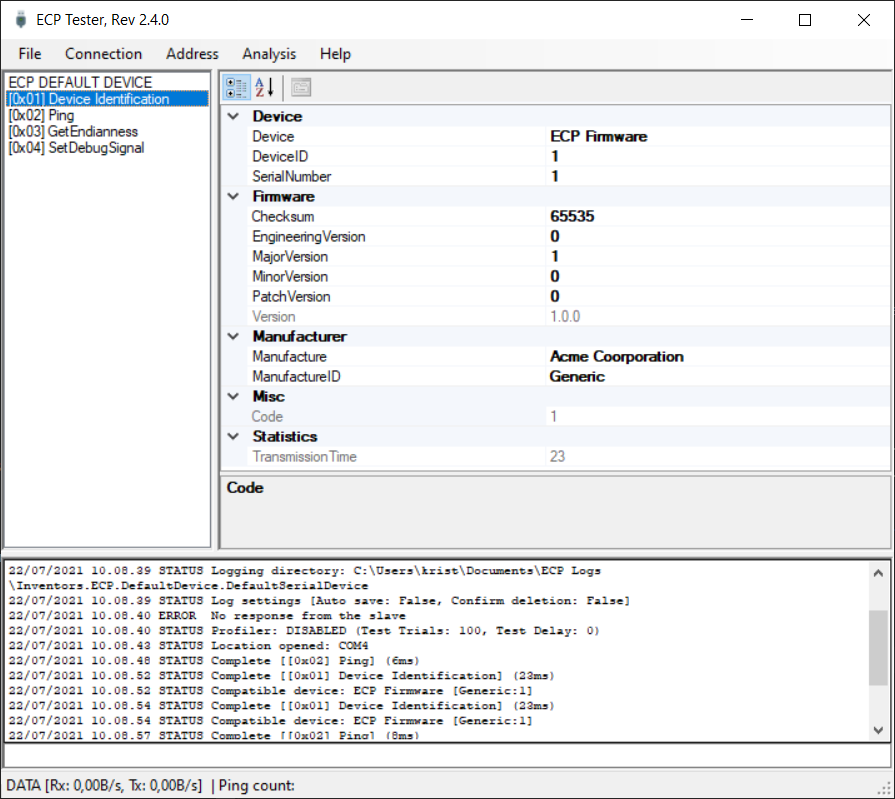 ECP Tester, Rev 2.4.0
File Connection Address Analysis Help
ECP DEFAULT DEVICE
[0x01] Device Identification
[0x02] Ping
[0x03] GetEndianness
[0x04] SetDebugSignal
Device
Device ECP Firmware
DeviceID 1
SerialNumber 1
Firmware
Checksum 65535
EngineeringVersion 0
MajorVersion 1
MinorVersion 0
PatchVersion 0
Version 1.0.0
Manufacturer
Manufacture Acme Coorporation
ManufactureID Generic
Misc
Code 1
Statistics
TransmissionTime 23
Code
22/07/2021 10.08.39 STATUS Logging directory: C:\Users\krist\Documents\ECP Logs
\Inventors.ECP.DefaultDevice.DefaultSerialDevice
22/07/2021 10.08.39 STATUS Log settings [Auto save: False, Confirm deletion: False]
22/07/2021 10.08.40 ERROR  No response from the slave
22/07/2021 10.08.40 STATUS Profiler: DISABLED (Test Trials: 100, Test Delay: 0)
22/07/2021 10.08.43 STATUS Location opened: COM4
22/07/2021 10.08.48 STATUS Complete [[0x02] Ping] (6ms)
22/07/2021 10.08.52 STATUS Complete [[0x01] Device Identification] (23ms)
22/07/2021 10.08.52 STATUS Compatible device: ECP Firmware [Generic:1]
22/07/2021 10.08.54 STATUS Complete [[0x01] Device Identification] (23ms)
22/07/2021 10.08.54 STATUS Compatible device: ECP Firmware [Generic:1]
22/07/2021 10.08.57 STATUS Complete [[0x02] Ping] (8ms)
DATA [Rx: 0,00B/s, Tx: 0,00B/s] | Ping count: